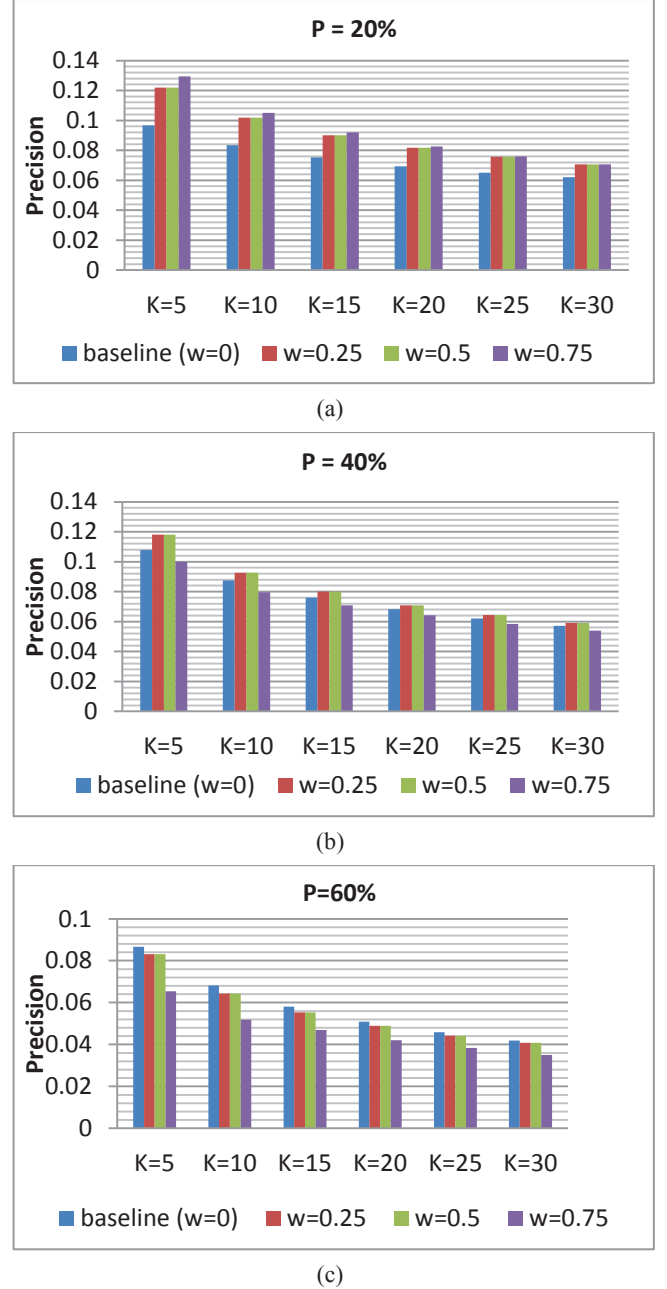 P = 20%
0.14
0.12
0.1
0.08
0.06
0.04
0.02
0
Precision
K=5 K=10 K=15 K=20 K=25 K=30
baseline (w=0) w=0.25 w=0.5 w=0.75
(a)
P = 40%
0.14
0.12
0.1
0.08
0.06
0.04
0.02
0
Precision
K=5 K=10 K=15 K=20 K=25 K=30
baseline (w=0) w=0.25 w=0.5 w=0.75
(b)
P=60%
0.1
0.08
0.06
0.04
0.02
0
Precision
K=5 K=10 K=15 K=20 K=25 K=30
baseline (w=0) w=0.25 w=0.5 w=0.75
(c)